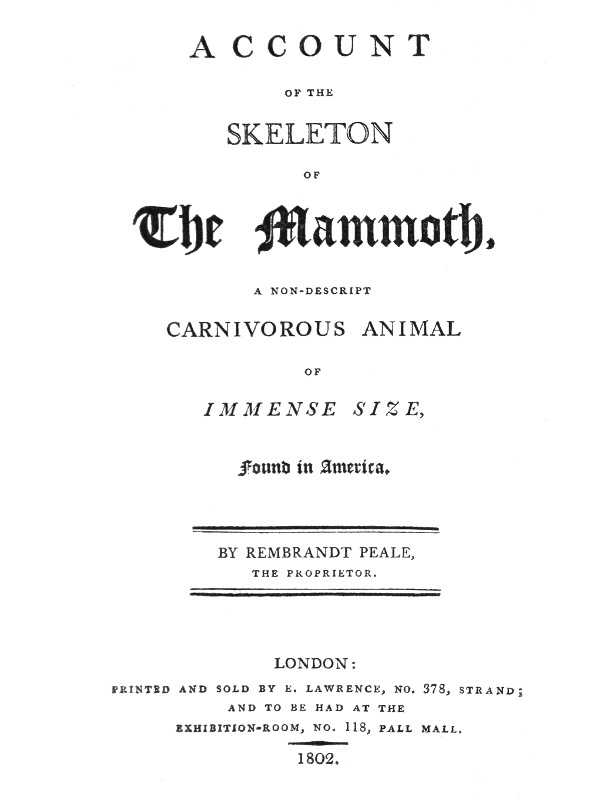 ACCOUNT
OF THE
SKELETON
OF
The Mammoth,
A NON-DESCRIPT
CARNIVOROUS ANIMAL
OF
IMMENSE SIZE,
Found in America.
BY REMBRANDT PEALE,
THE PROPRIETOR.
LONDON:
PRINTED AND SOLD BY E. LAWRENCE, NO. 378, STRAND;
AND TO BE HAD AT THE
EXHIBITION-ROOM, NO. 118, PALL MALL.
1802.